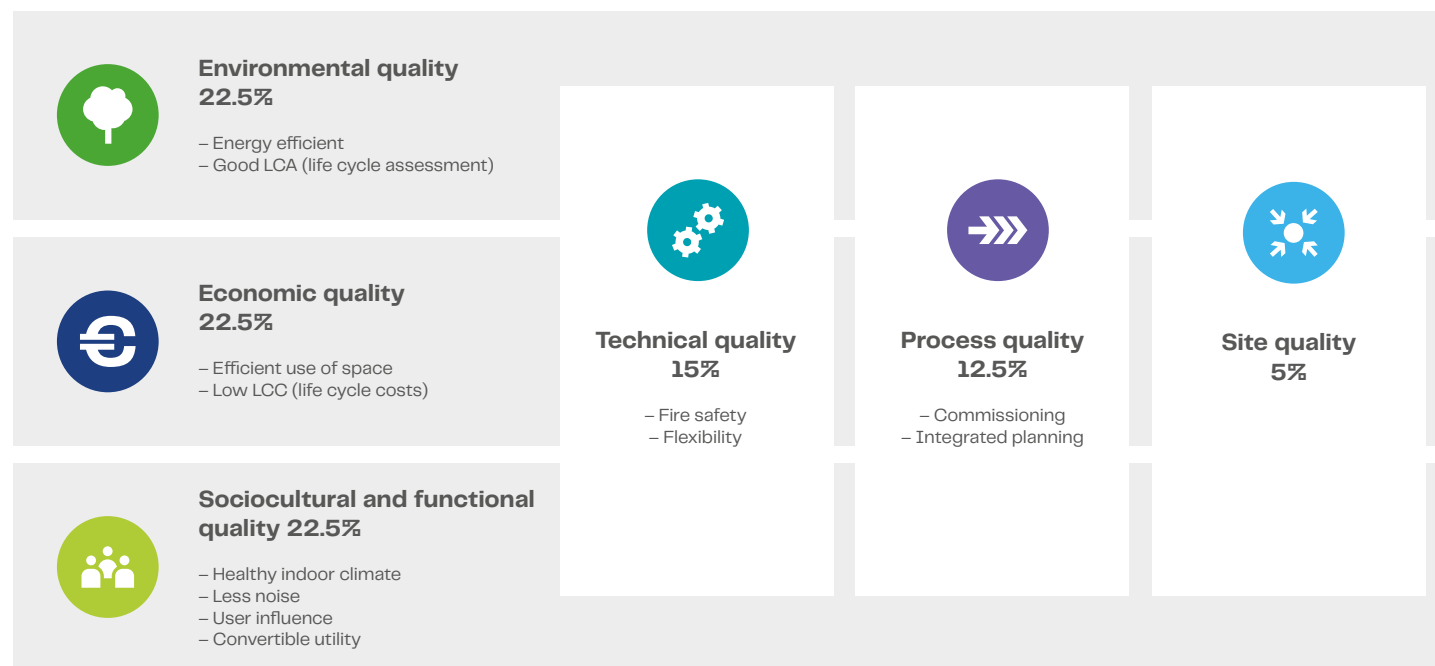 Environmental quality
22.5%
– Energy efficient
– Good LCA (life cycle assessment)
Economic quality
22.5%
– Efficient use of space
– Low LCC (life cycle costs)
Sociocultural and functional
quality 22.5%
– Healthy indoor climate
– Less noise
– User influence
– Convertible utility
Technical quality
15%
– Fire safety
– Flexibility
Process quality
12.5%
– Commissioning
– Integrated planning
Site quality
5%